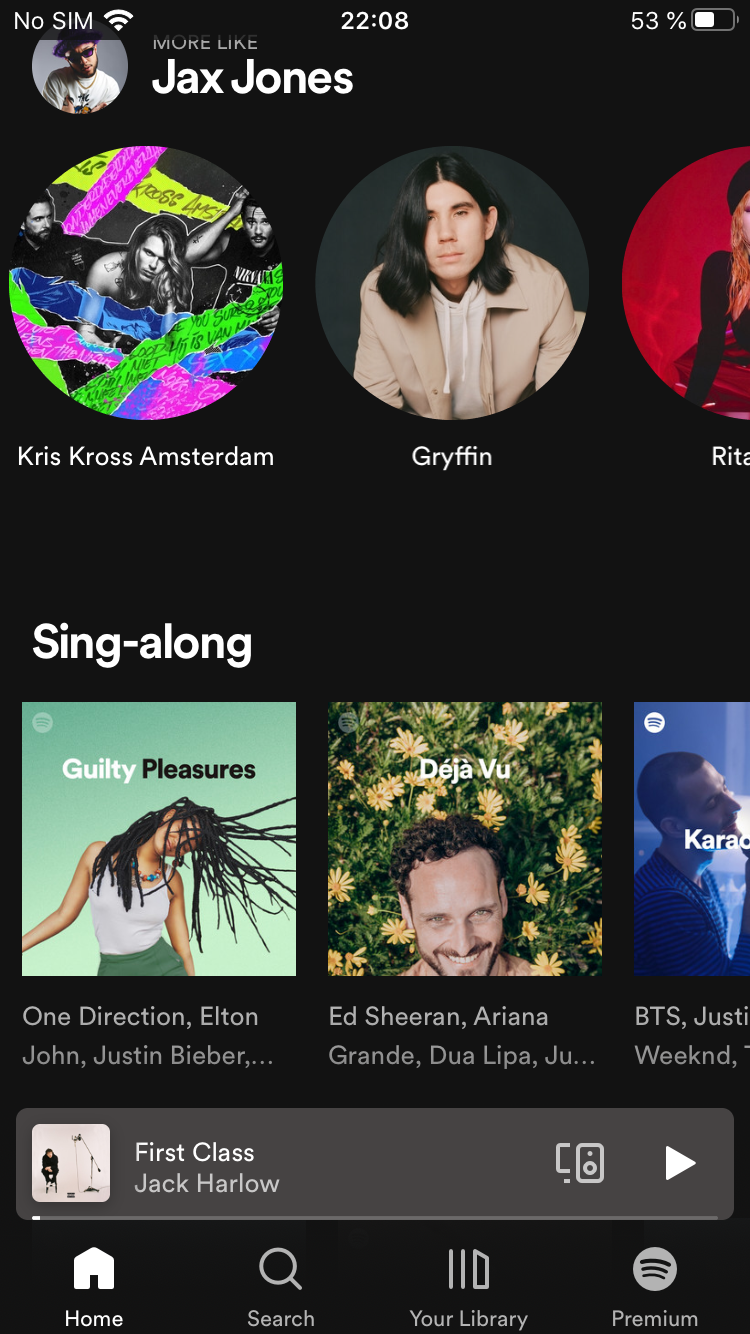 No SIM 22:08 53 %
MORE LIKE
Jax Jones
NIRVANA
Kris Kross Amsterdam
Gryffin
Rita
Sing-along
Guilty Pleasures
Déjà Vu
Karao
One Direction, Elton
John, Justin Bieber,...
Ed Sheeran, Ariana
Grande, Dua Lipa, Ju...
BTS, Justi
Weeknd, T
First Class
Jack Harlow
Home
Search
Your Library
Premium